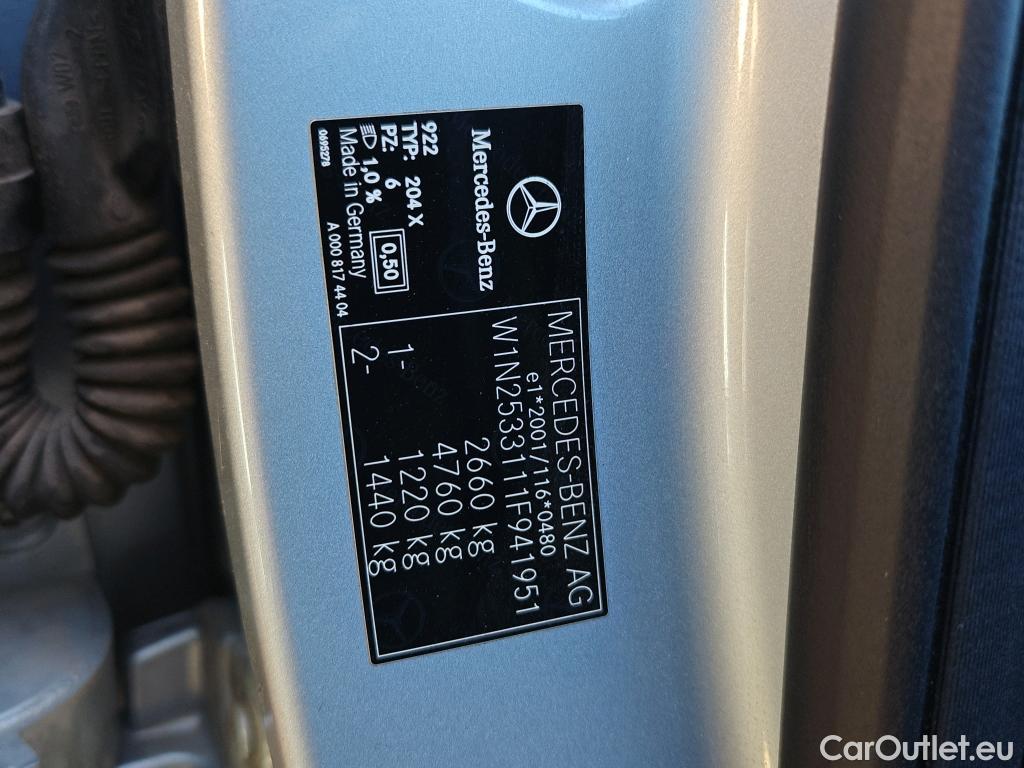 Mercedes-Benz
922
TYP: 204 X
PZ: 6
1,0 %
0,50
Made in Germany
0695278
A 000 817 44 04
MERCEDES-BENZ AG
e1*2001/116*0480
W1N2533111F941951
2660 kg
4760 kg
1- 1220 kg
2- 1440 kg
CarOutlet.eu